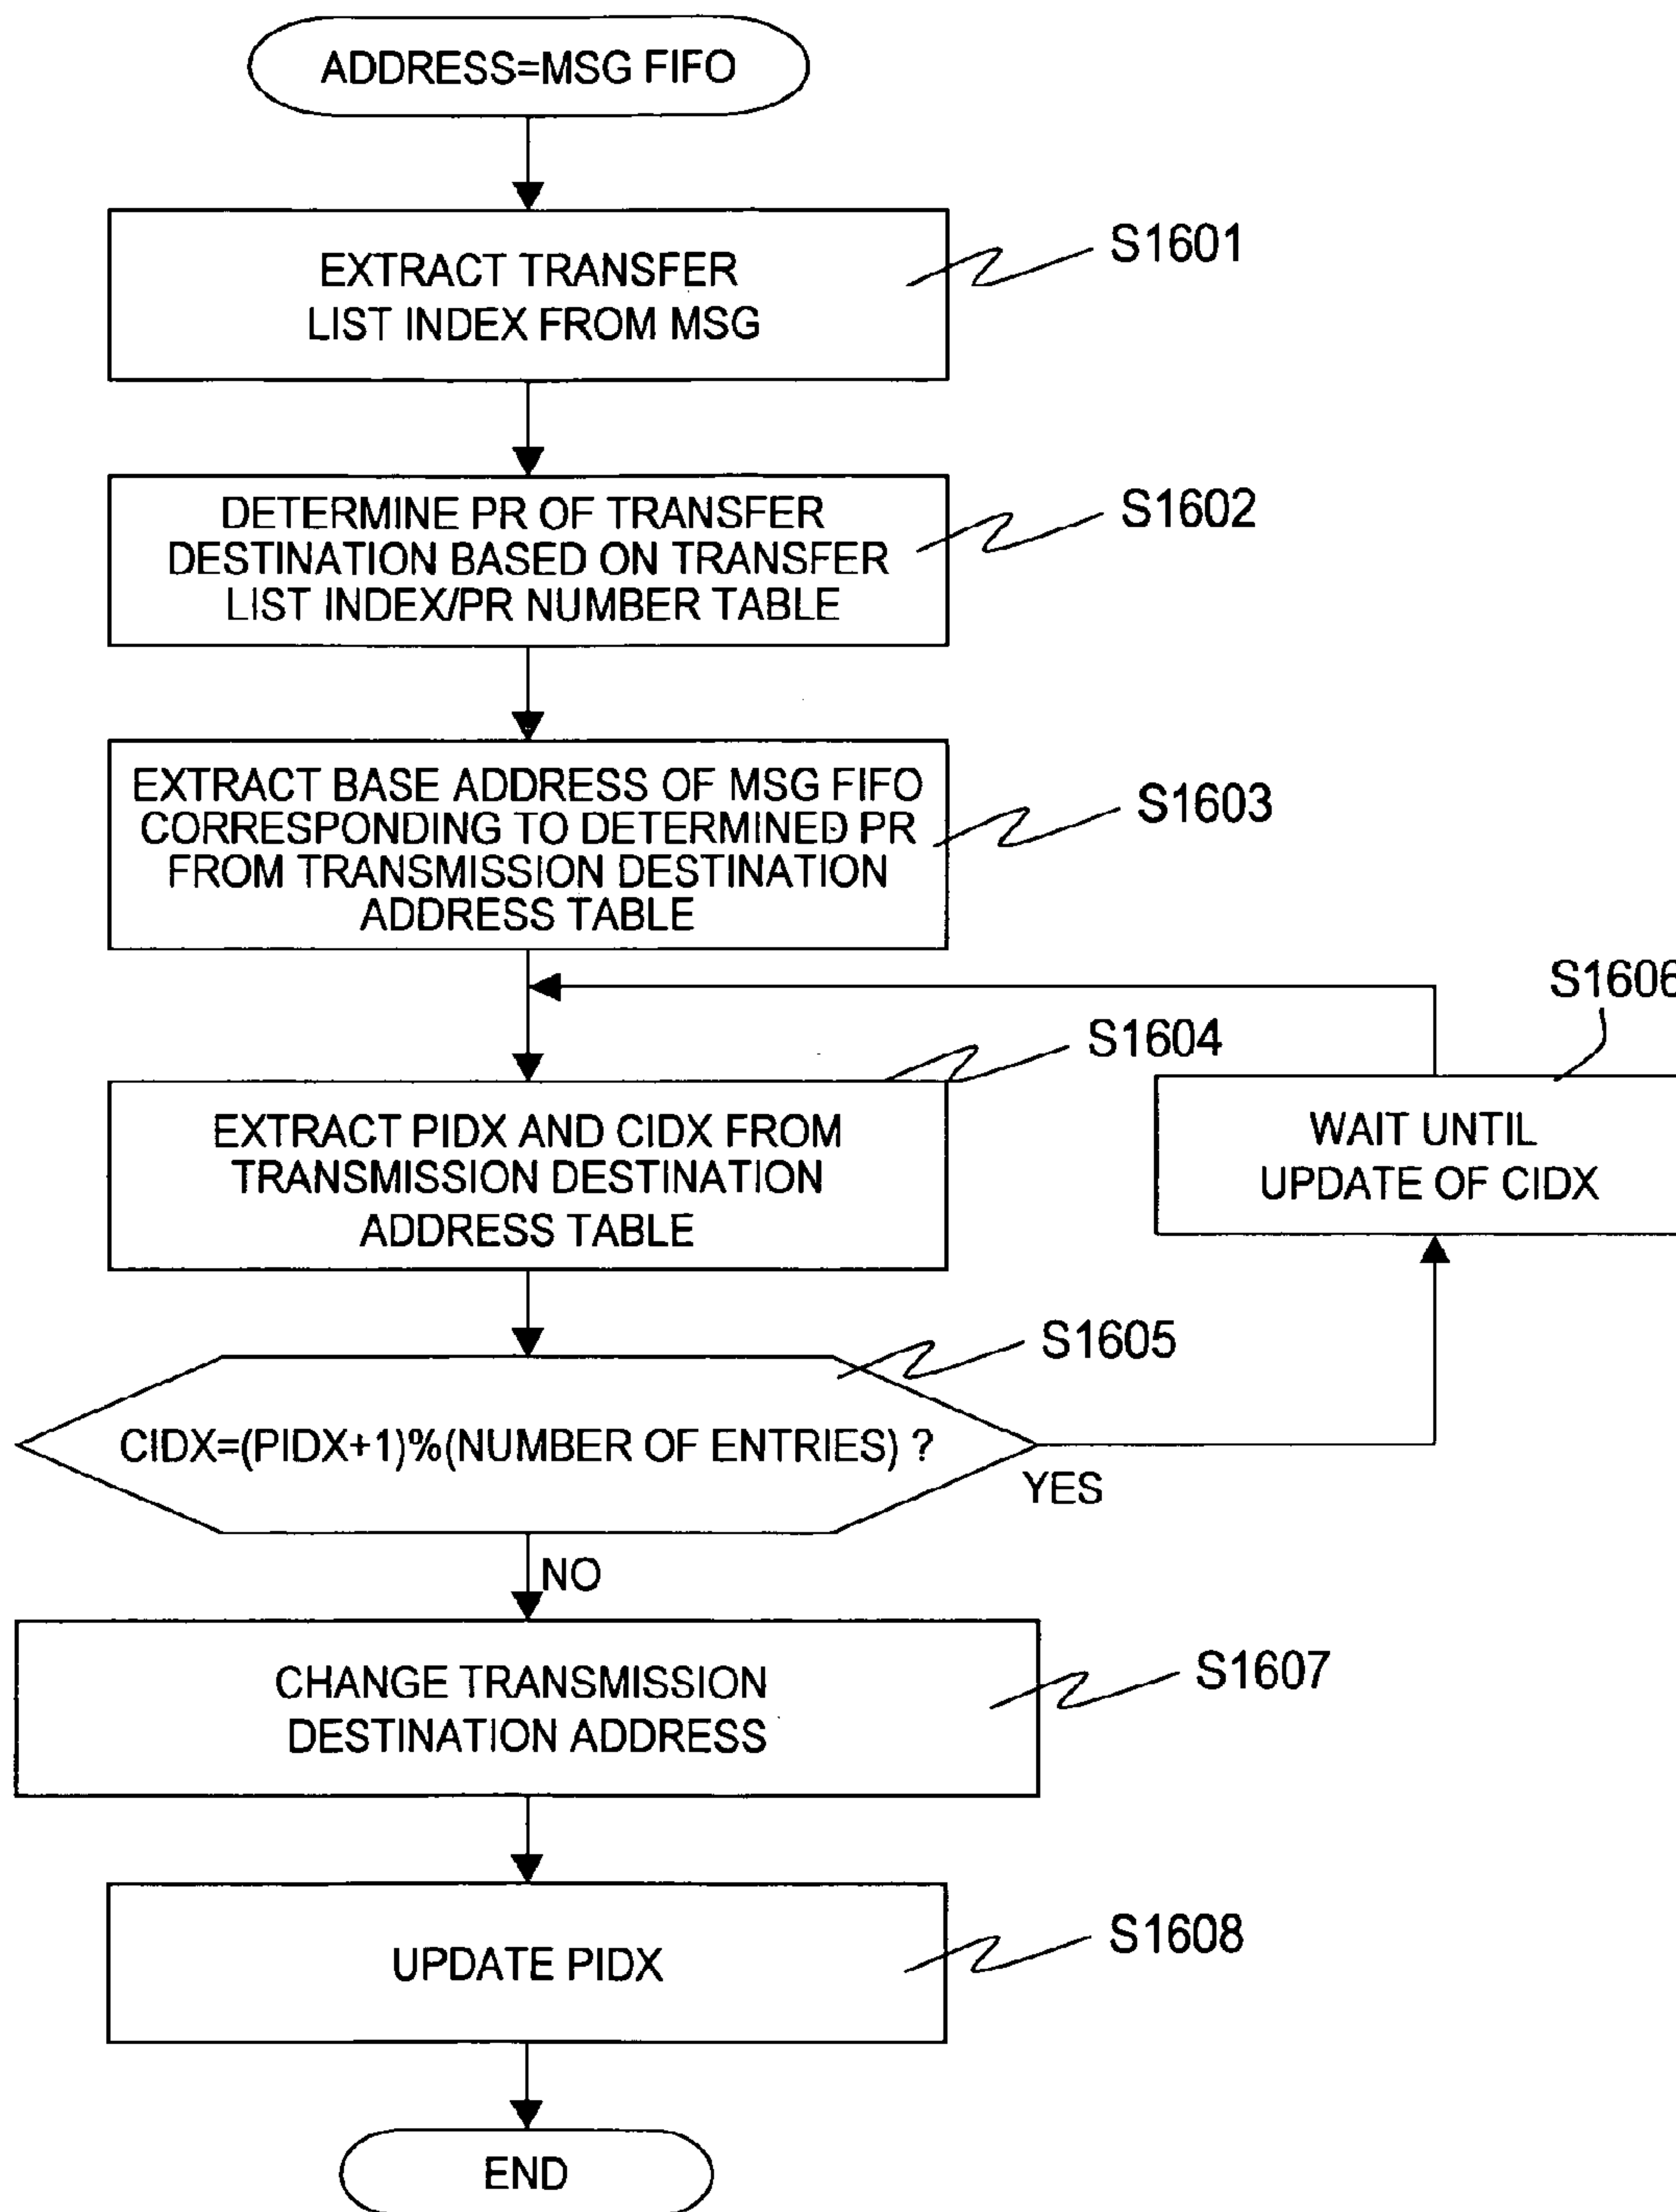 ADDRESS=MSG FIFO
EXTRACT TRANSFER
LIST INDEX FROM MSG
S1601
DETERMINE PR OF TRANSFER
DESTINATION BASED ON TRANSFER
LIST INDEX/PR NUMBER TABLE
S1602
EXTRACT BASE ADDRESS OF MSG FIFO
CORRESPONDING TO DETERMINED PR
FROM TRANSMISSION DESTINATION
ADDRESS TABLE
S1603
S1606
S1604
EXTRACT PIDX AND CIDX FROM
TRANSMISSION DESTINATION
ADDRESS TABLE
WAIT UNTIL
UPDATE OF CIDX
S1605
CIDX=(PIDX+1)%(NUMBER OF ENTRIES) ?
YES
NO
CHANGE TRANSMISSION
DESTINATION ADDRESS
S1607
UPDATE PIDX
S1608
END